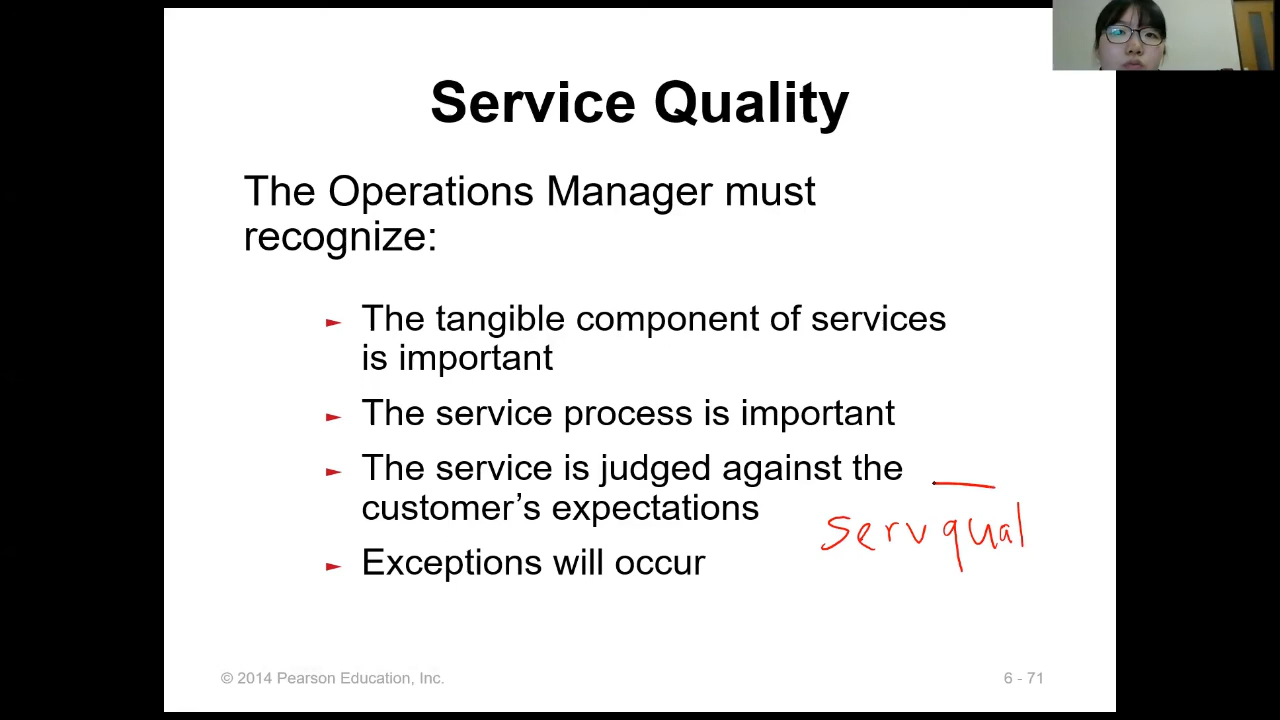 Service Quality
The Operations Manager must
recognize:
► The tangible component of services
is important
► The service process is important
► The service is judged against the
customer’s expectations
servqual
► Exceptions will occur
© 2014 Pearson Education, Inc.
6 - 71